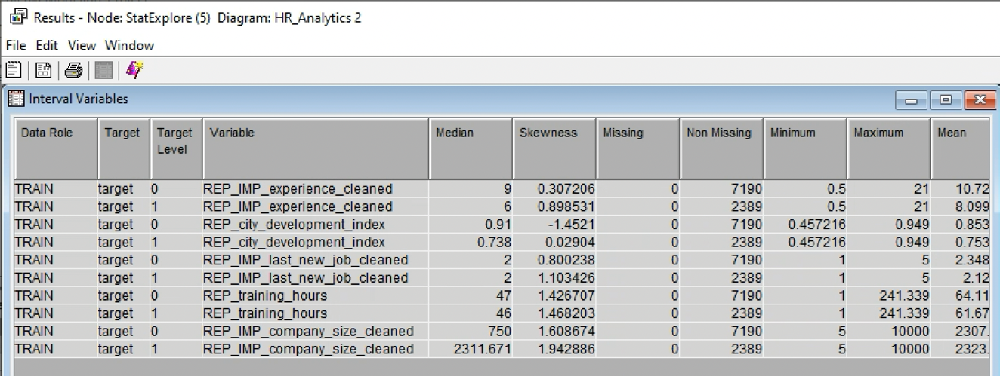 Results - Node: StatExplore (5) Diagram: HR_Analytics 2
File Edit View Window
Interval Variables
Data Role Target Target Level Variable Median Skewness Missing Non Missing Minimum Maximum Mean
TRAIN target 0 REP_IMP_experience_cleaned 9 0.307206 0 7190 0.5 21 10.72
TRAIN target 1 REP_IMP_experience_cleaned 6 0.898531 0 2389 0.5 21 8.099
TRAIN target 0 REP_city_development_index 0.91 -1.4521 0 7190 0.457216 0.949 0.853
TRAIN target 1 REP_city_development_index 0.738 0.02904 0 2389 0.457216 0.949 0.753
TRAIN target 0 REP_IMP_last_new_job_cleaned 2 0.800238 0 7190 1 5 2.348
TRAIN target 1 REP_IMP_last_new_job_cleaned 2 1.103426 0 2389 1 5 2.12
TRAIN target 0 REP_training_hours 47 1.426707 0 7190 1 241.339 64.11
TRAIN target 1 REP_training_hours 46 1.468203 0 2389 1 241.339 61.67
TRAIN target 0 REP_IMP_company_size_cleaned 750 1.608674 0 7190 5 10000 2307.
TRAIN target 1 REP_IMP_company_size_cleaned 2311.671 1.942886 0 2389 5 10000 2323.